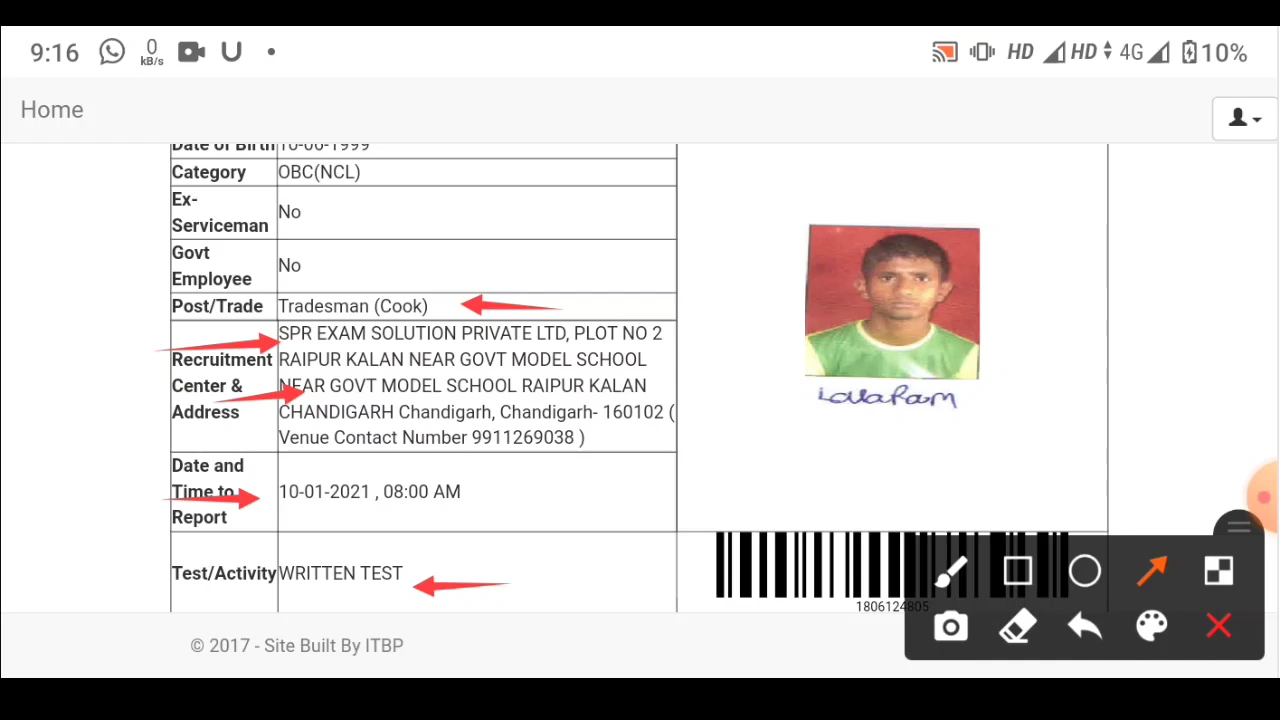 9:16
0
kB/s
HD
HD
4G
10%
Home
Date of Birth 10-06-1999
Category OBC(NCL)
Ex-
Serviceman No
Govt
Employee No
Post/Trade Tradesman (Cook)
Recruitment
Center &
Address
SPR EXAM SOLUTION PRIVATE LTD, PLOT NO 2
RAIPUR KALAN NEAR GOVT MODEL SCHOOL
NEAR GOVT MODEL SCHOOL RAIPUR KALAN
CHANDIGARH Chandigarh, Chandigarh- 160102 (
Venue Contact Number 9911269038 )
Date and
Time to
Report
10-01-2021 , 08:00 AM
Test/Activity WRITTEN TEST
1806124805
© 2017 - Site Built By ITBP